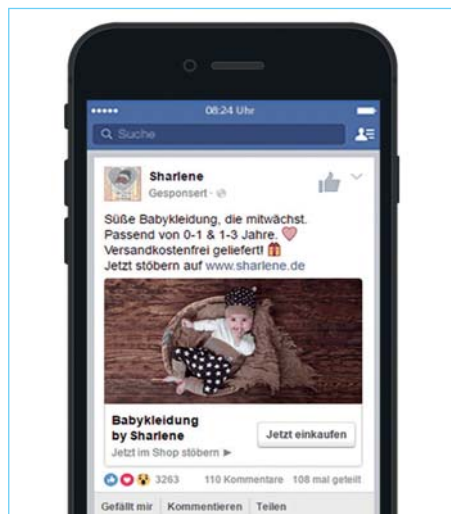 08:24 Uhr
Suche
Sharlene
Gesponsert ·
Süße Babykleidung, die mitwächst.
Passend von 0-1 & 1-3 Jahre.
Versandkostenfrei geliefert!
Jetzt stöbern auf www.sharlene.de
Babykleidung
by Sharlene
Jetzt im Shop stöbern ►
Jetzt einkaufen
3263 110 Kommentare 108 mal geteilt
Gefällt mir Kommentieren Teilen